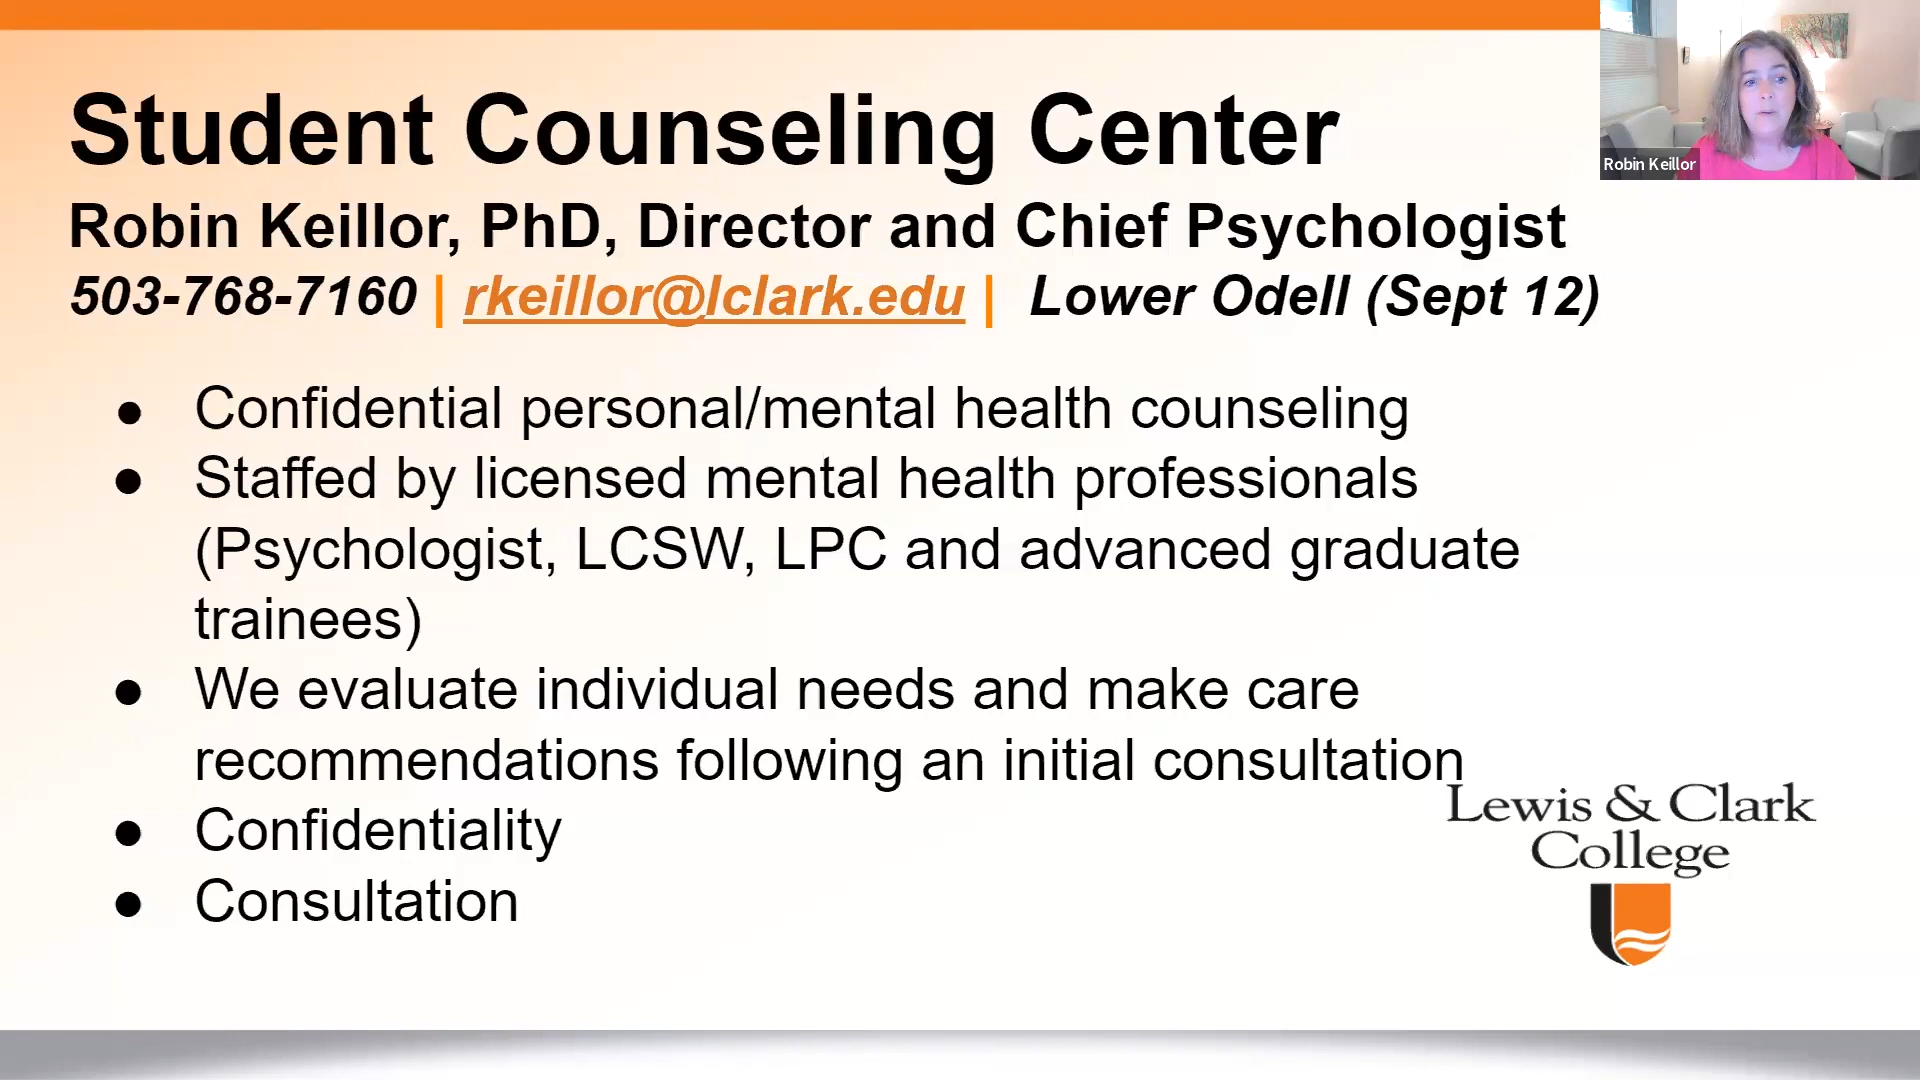 Student Counseling Center
Robin Keillor
Robin Keillor, PhD, Director and Chief Psychologist
503-768-7160 | rkeillor@lclark.edu | Lower Odell (Sept 12)
● Confidential personal/mental health counseling
● Staffed by licensed mental health professionals
(Psychologist, LCSW, LPC and advanced graduate
trainees)
● We evaluate individual needs and make care
recommendations following an initial consultation
● Confidentiality
● Consultation
Lewis & Clark
College